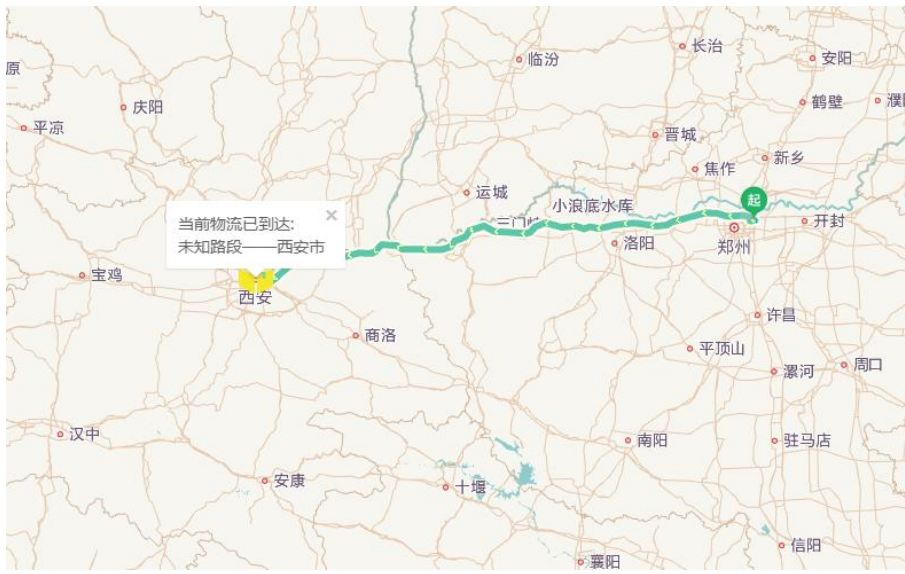 临汾
长治
安阳
原
庆阳
鹤壁
平凉
晋城
新乡
焦作
运城
起
当前物流已到达:
未知路段——西安市
小浪底水库
开封
郑州
洛阳
宝鸡
西安
许昌
商洛
平顶山
周口
漯河
汉中
南阳
驻马店
安康
十堰
信阳
襄阳